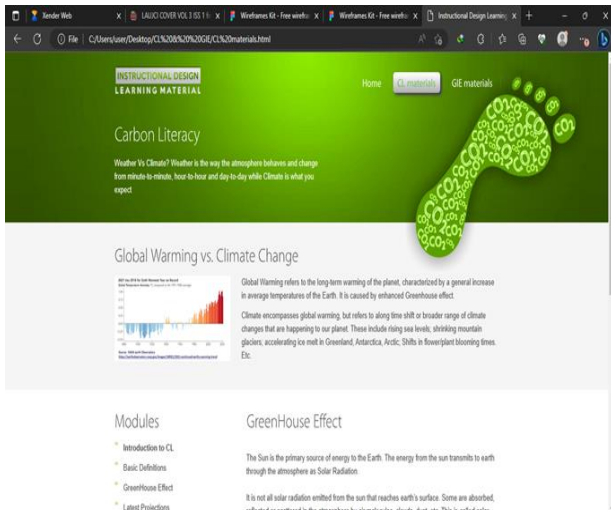 Xender Web
LALUCI COVER VOL 3 ISS 1
Wireframes Kit - Free wirefra
Wireframes Kit - Free wirefra
Instructional Design Learning
File C:/Users/user/Desktop/CL%20&%20%20GIE/CL%20materials.html
INSTRUCTIONAL DESIGN
LEARNING MATERIAL
Home CL materials GIE materials
Carbon Literacy
Weather Vs Climate? Weather is the way the atmosphere behaves and change
from minute-to-minute, hour-to-hour and day-to-day while Climate is what you
expect
CO2
Global Warming vs. Climate Change
Global Warming refers to the long-term warming of the planet, characterized by a general increase
in average temperatures of the Earth. It is caused by enhanced Greenhouse effect.
Climate encompasses global warming, but refers to along time shift or broader range of climate
changes that are happening to our planet. These include rising sea levels; shrinking mountain
glaciers, accelerating ice melt in Greenland, Antarctica, Arctic; Shifts in flower/plant blooming times.
Etc.
Modules
Introduction to CL
Basic Definitions
GreenHouse Effect
Latest Projections
GreenHouse Effect
The Sun is the primary source of energy to the Earth. The energy from the sun transmits to earth
through the atmosphere as Solar Radiation.
It is not all solar radiation emitted from the sun that reaches earth's surface. Some are absorbed,